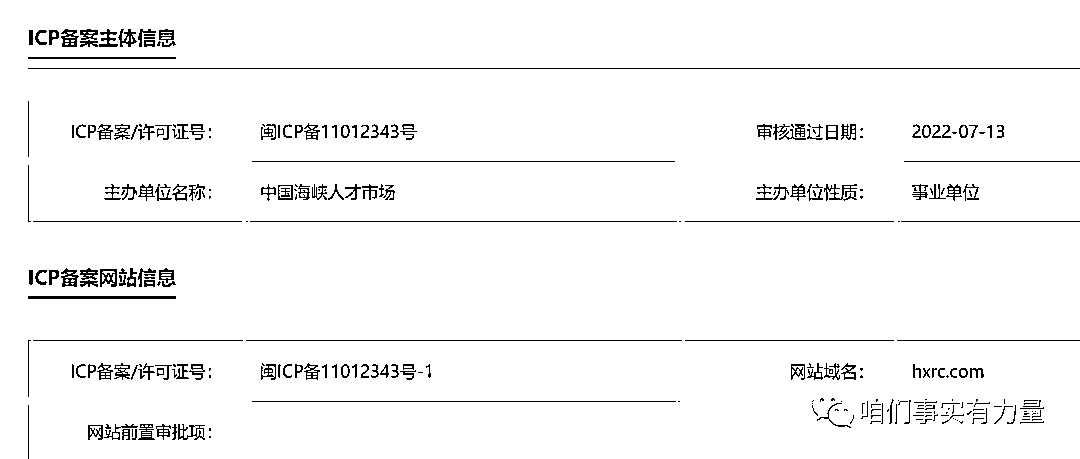 ICP备案主体信息
ICP备案/许可证号： 闽ICP备11012343号 审核通过日期： 2022-07-13
主办单位名称： 中国海峡人才市场 主办单位性质： 事业单位
ICP备案网站信息
ICP备案/许可证号： 闽ICP备11012343号-1 网站域名： hxrc.com
网站前置审批项：
咱们事实有力量